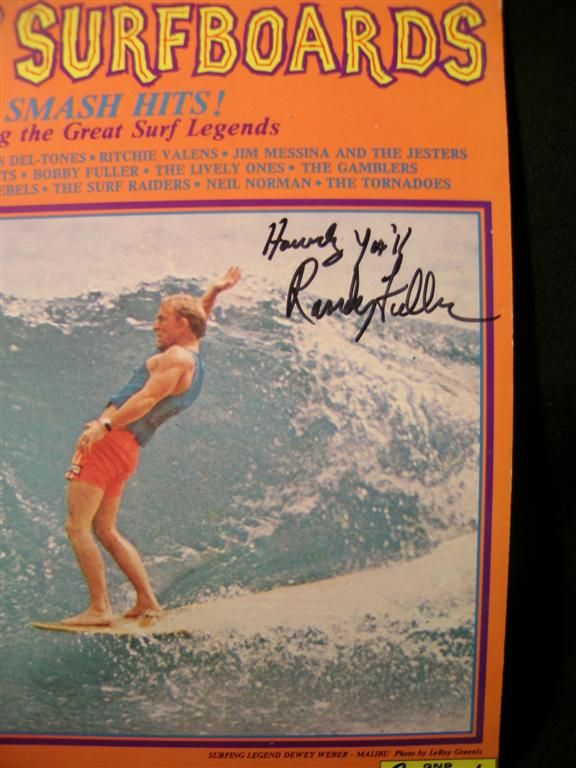 SURFBOARDS
SMASH HITS!
g the Great Surf Legends
S DEL-TONES • RITCHIE VALENS • JIM MESSINA AND THE JESTERS
TS • BOBBY FULLER • THE LIVELY ONES • THE GAMBLERS
EBELS • THE SURF RAIDERS • NEIL NORMAN • THE TORNADOES
Howdy Ya'll
Randy Fuller
SURFING LEGEND DEWEY WEBER - MALIBU Photo by LeRoy Grannis
GNP